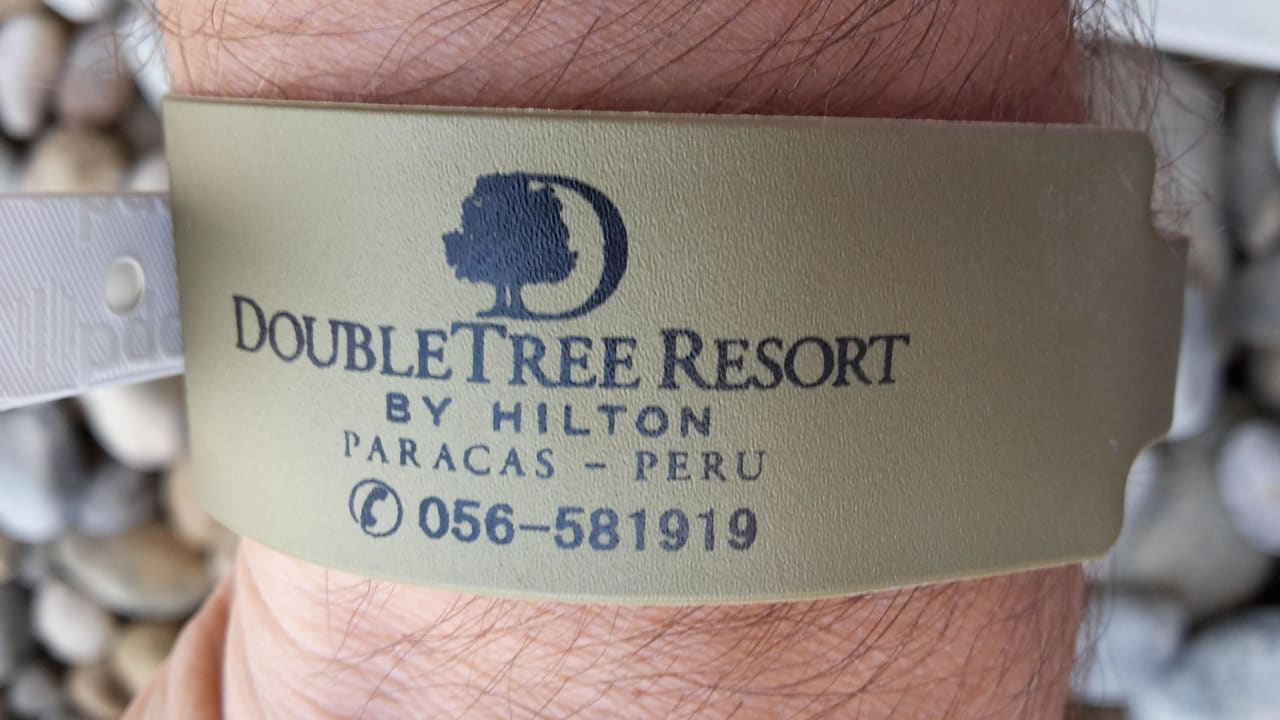 DOUBLETREE RESORT
BY HILTON
PARACAS – PERU
056–581919